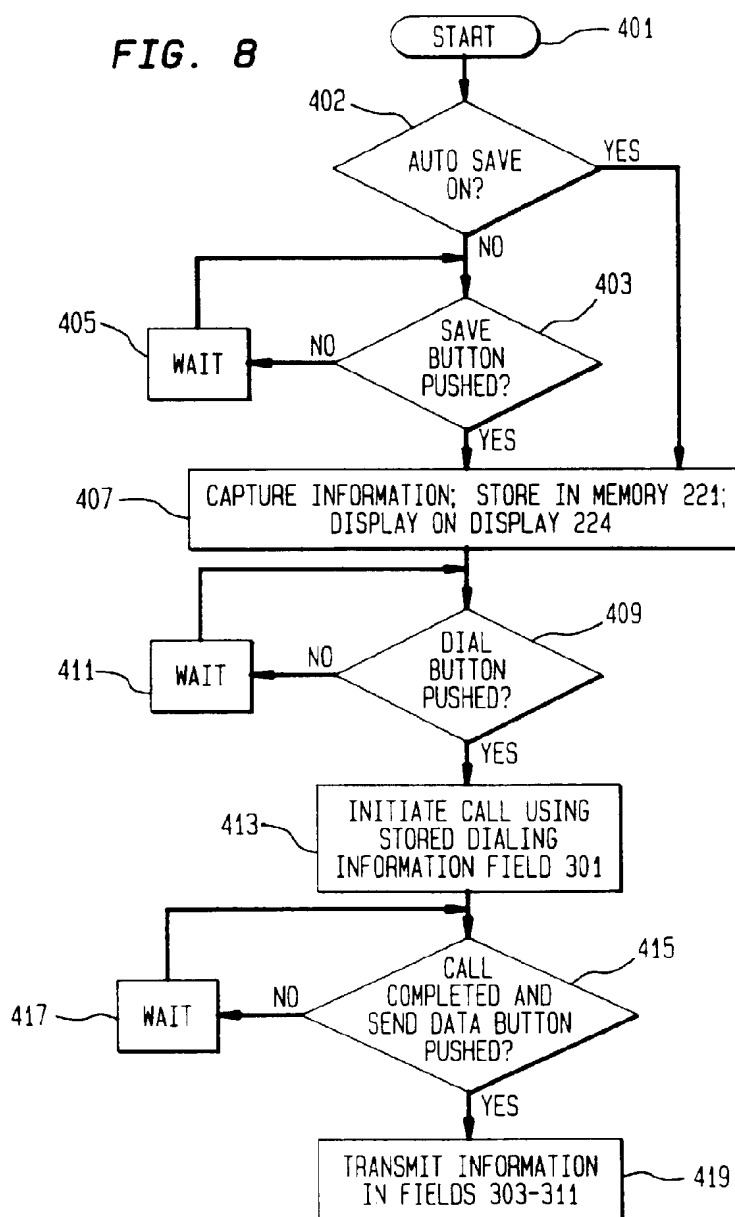 FIG. 8
START
401
402
AUTO SAVE
ON?
YES
NO
403
405
WAIT
NO
SAVE
BUTTON
PUSHED?
YES
407
CAPTURE INFORMATION; STORE IN MEMORY 221;
DISPLAY ON DISPLAY 224
409
411
WAIT
NO
DIAL
BUTTON
PUSHED?
YES
413
INITIATE CALL USING
STORED DIALING
INFORMATION FIELD 301
415
417
WAIT
NO
CALL
COMPLETED AND
SEND DATA BUTTON
PUSHED?
YES
TRANSMIT INFORMATION
IN FIELDS 303-311
419